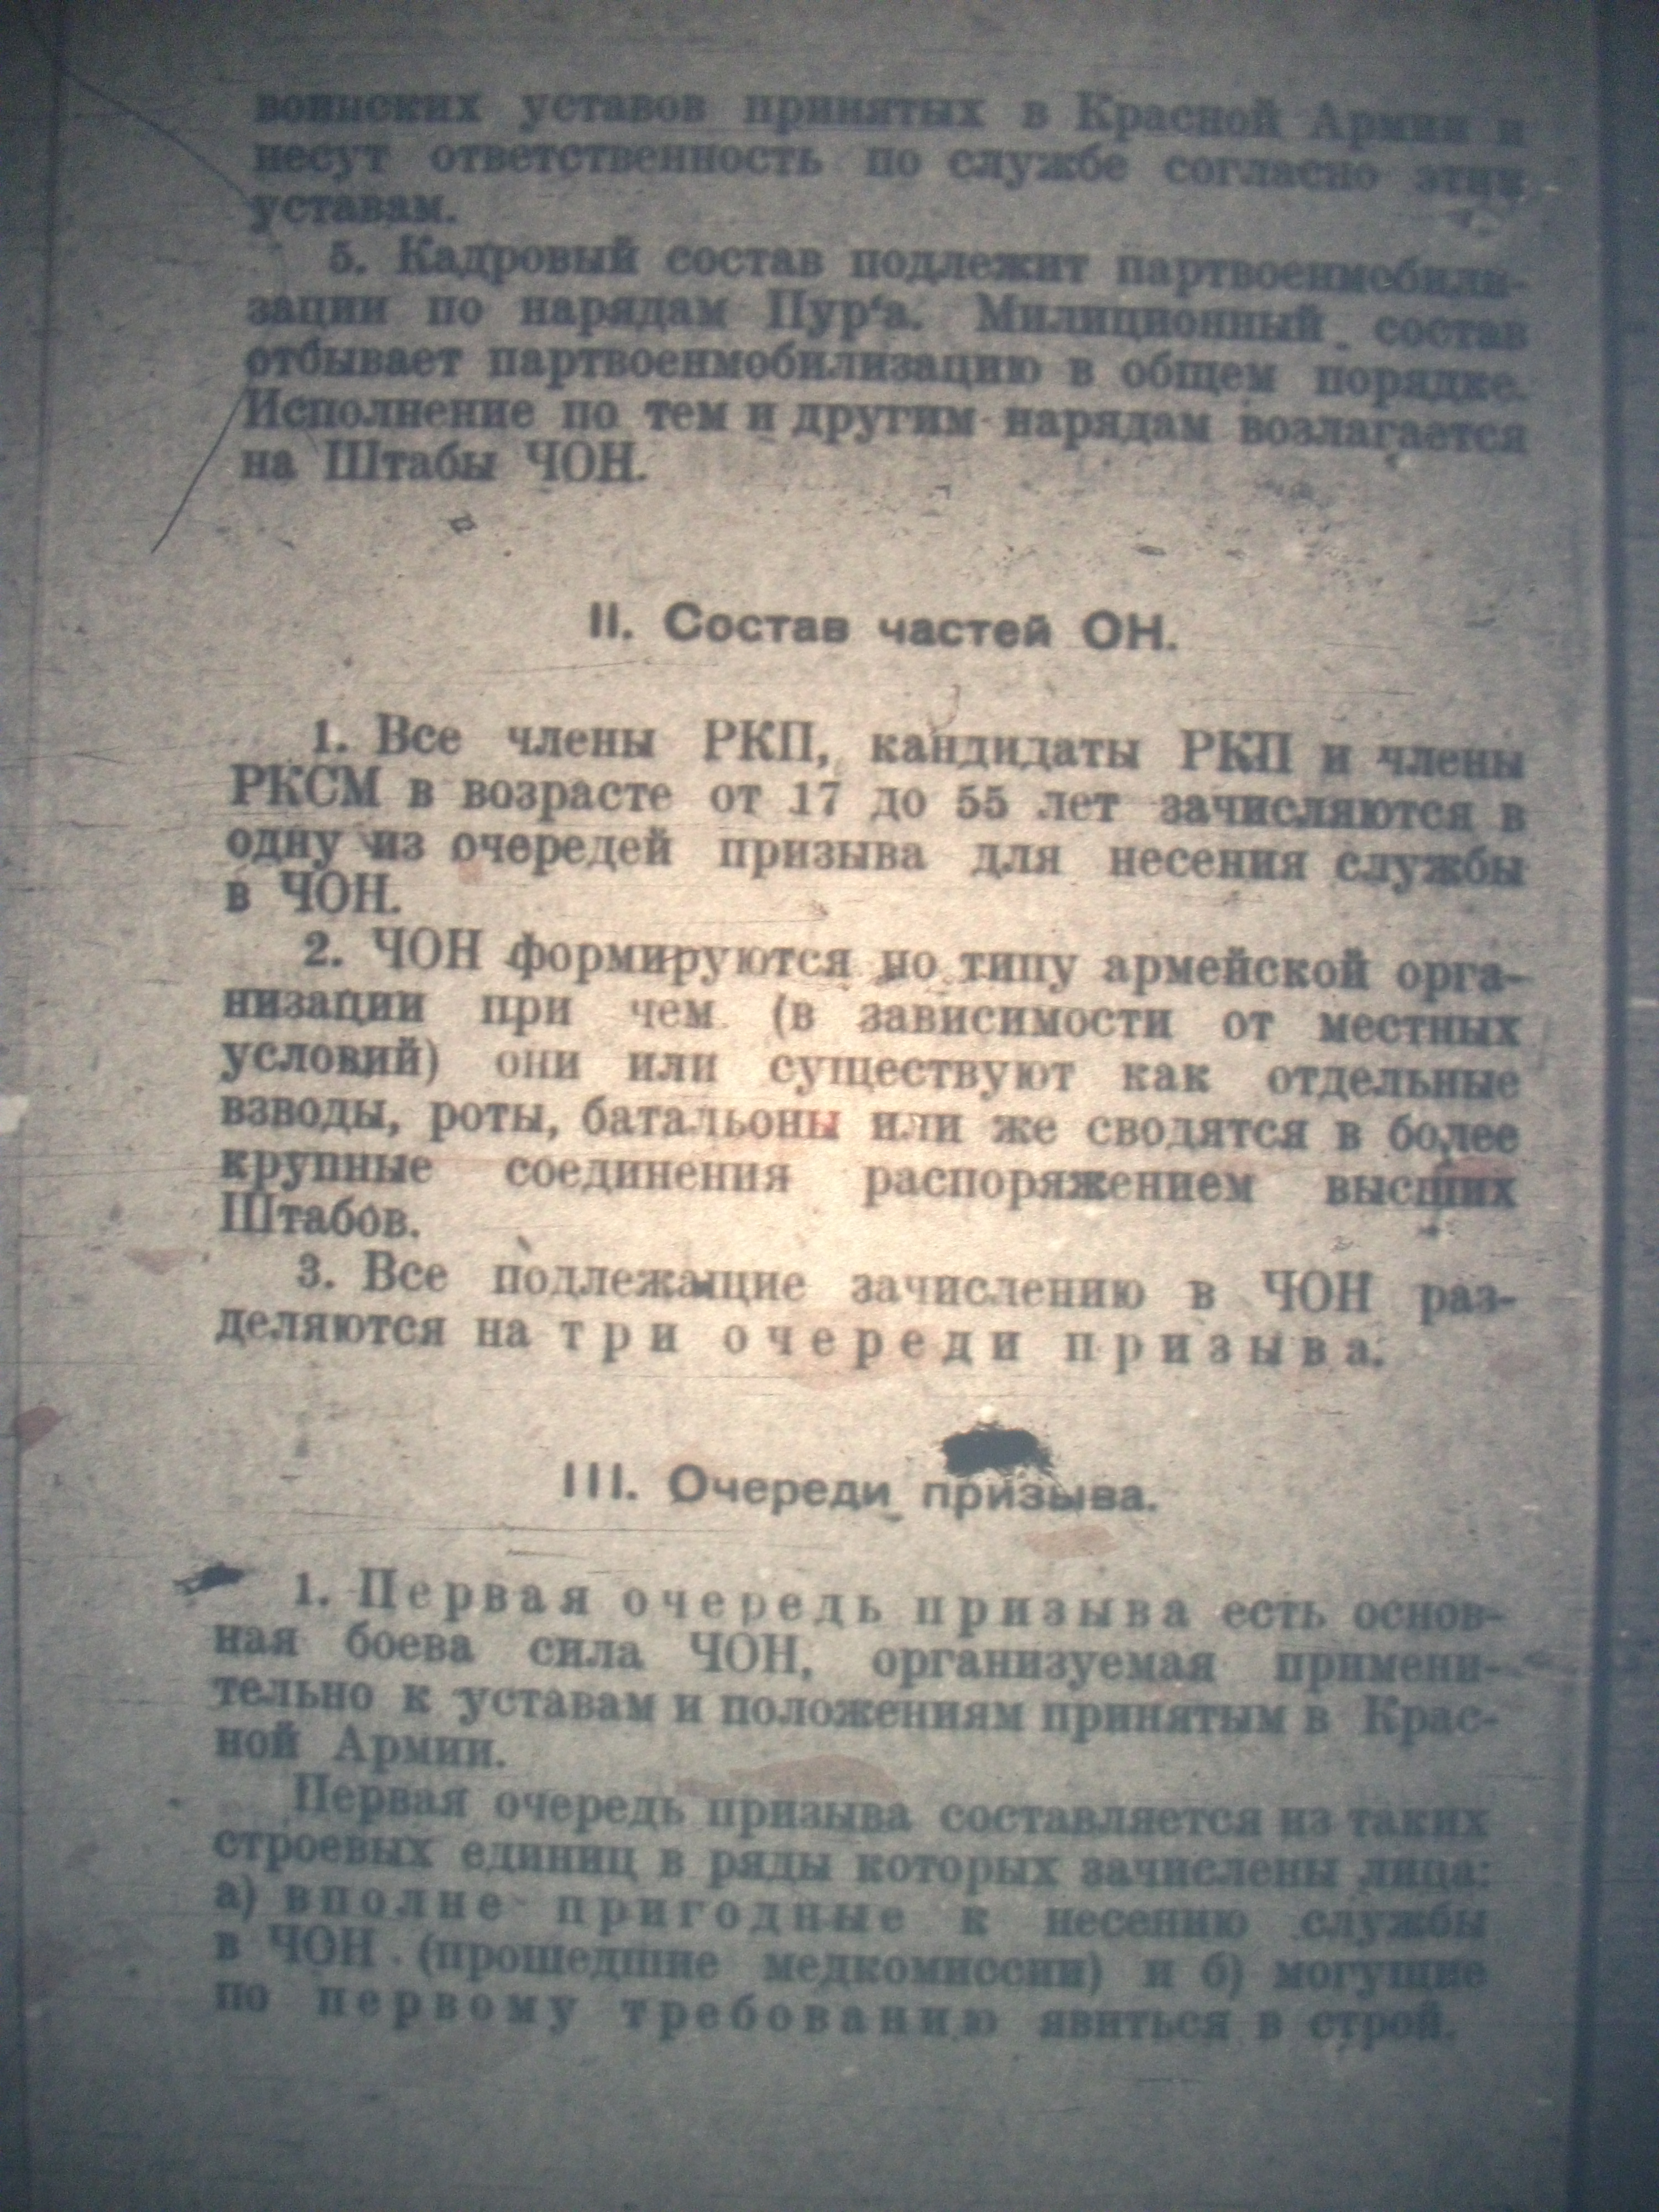 воинских уставов принятых в Красной Армии и
несут ответственность по службе согласно этим
уставам.
5. Кадровый состав подлежит партвоенмобили-
зации по нарядам Пур‘а. Милиционный состав
отбывает партвоенмобилизацию в общем порядке.
Исполнение по тем и другим нарядам возлагается
на Штабы ЧОН.
II. Состав частей ОН.
1. Все члены РКП, кандидаты РКП и члены
РКСМ в возрасте от 17 до 55 лет зачисляются в
одну из очередей призыва для несения службы
в ЧОН.
2. ЧОН формируются по типу армейской орга-
низации при чем (в зависимости от местных
условий) они или существуют как отдельные
взводы, роты, батальоны или же сводятся в более
крупные соединения распоряжением высших
Штабов.
3. Все подлежащие зачислению в ЧОН раз-
деляются на три очереди призыва.
III. Очереди призыва.
1. Первая очередь призыва есть основ-
ная боева сила ЧОН, организуемая примени-
тельно к уставам и положениям принятым в Крас-
ной Армии.
Первая очередь призыва составляется из таких
строевых единиц в ряды которых зачислены лица:
а) вполне пригодные к несению службы
в ЧОН (прошедшие медкомиссии) и б) могущие
по первому требованию явиться в строй.